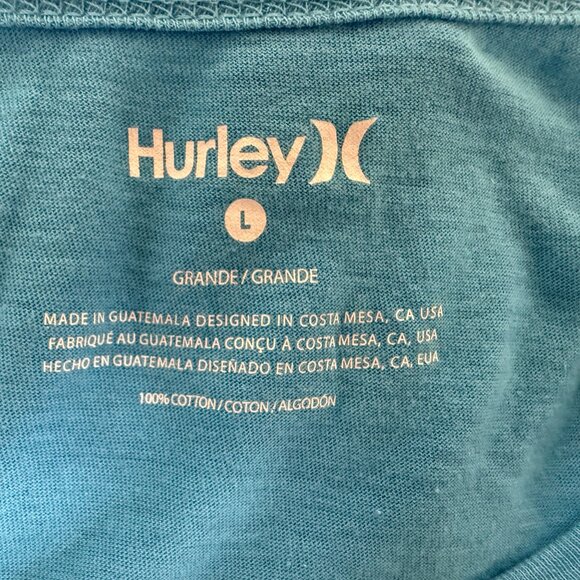 Hurley
L
GRANDE / GRANDE
MADE IN GUATEMALA DESIGNED IN COSTA MESA, CA USA
FABRIQUÉ AU GUATEMALA CONÇU À COSTA MESA, CA, USA
HECHO EN GUATEMALA DISEÑADO EN COSTA MESA, CA, EUA
100% COTTON / COTON / ALGODÓN